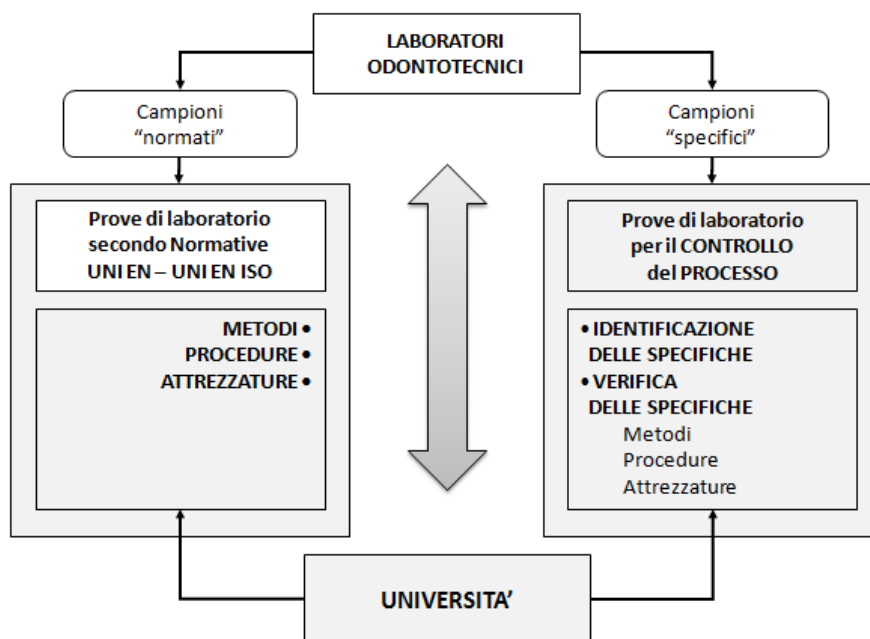 LABORATORI
ODONTOTECNICI
Campioni
“normati”
Campioni
“specifici”
Prove di laboratorio
secondo Normative
UNI EN – UNI EN ISO
Prove di laboratorio
per il CONTROLLO
del PROCESSO
METODI •
PROCEDURE •
ATTREZZATURE •
• IDENTIFICAZIONE
DELLE SPECIFICHE
• VERIFICA
DELLE SPECIFICHE
Metodi
Procedure
Attrezzature
UNIVERSITA’